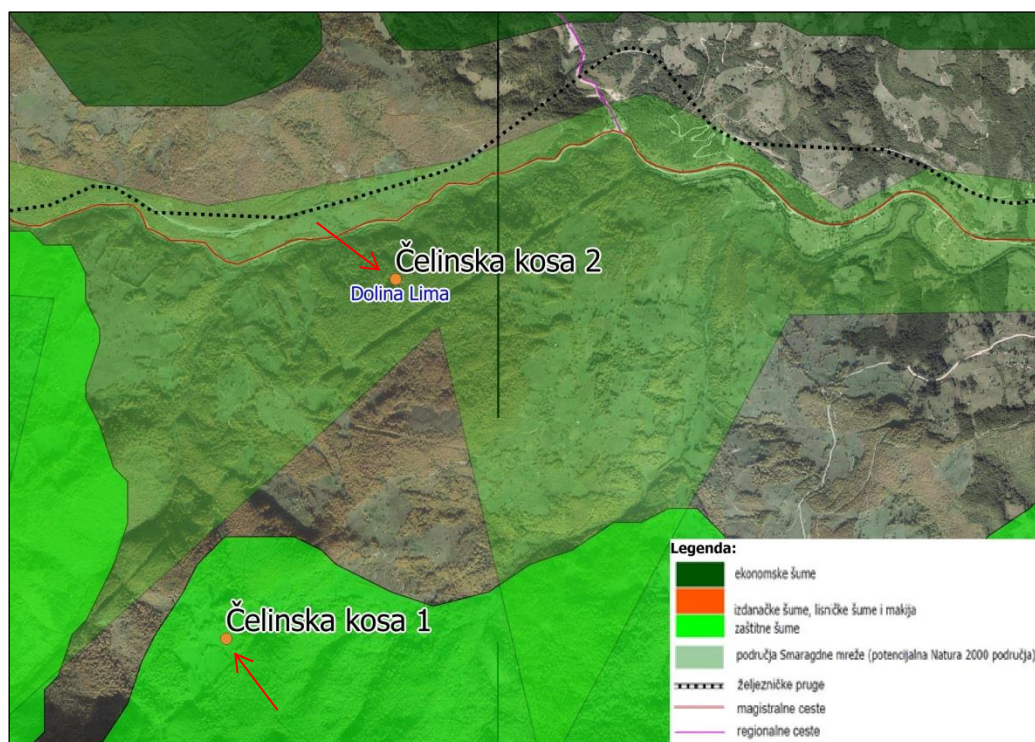 Čelinska kosa 2
Dolina Lima
Čelinska kosa 1
Legenda:
ekonomske šume
izdanačke šume, lisničke šume i makija
zaštitne šume
područja Smaragdne mreže (potencijalna Natura 2000 područja)
željezničke pruge
magistralne ceste
regionalne ceste